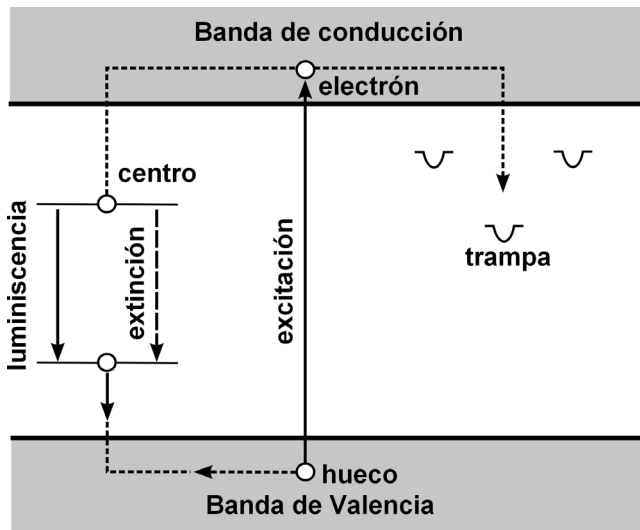 Banda de conducción
electrón
centro
luminiscencia
extinción
excitación
trampa
hueco
Banda de Valencia